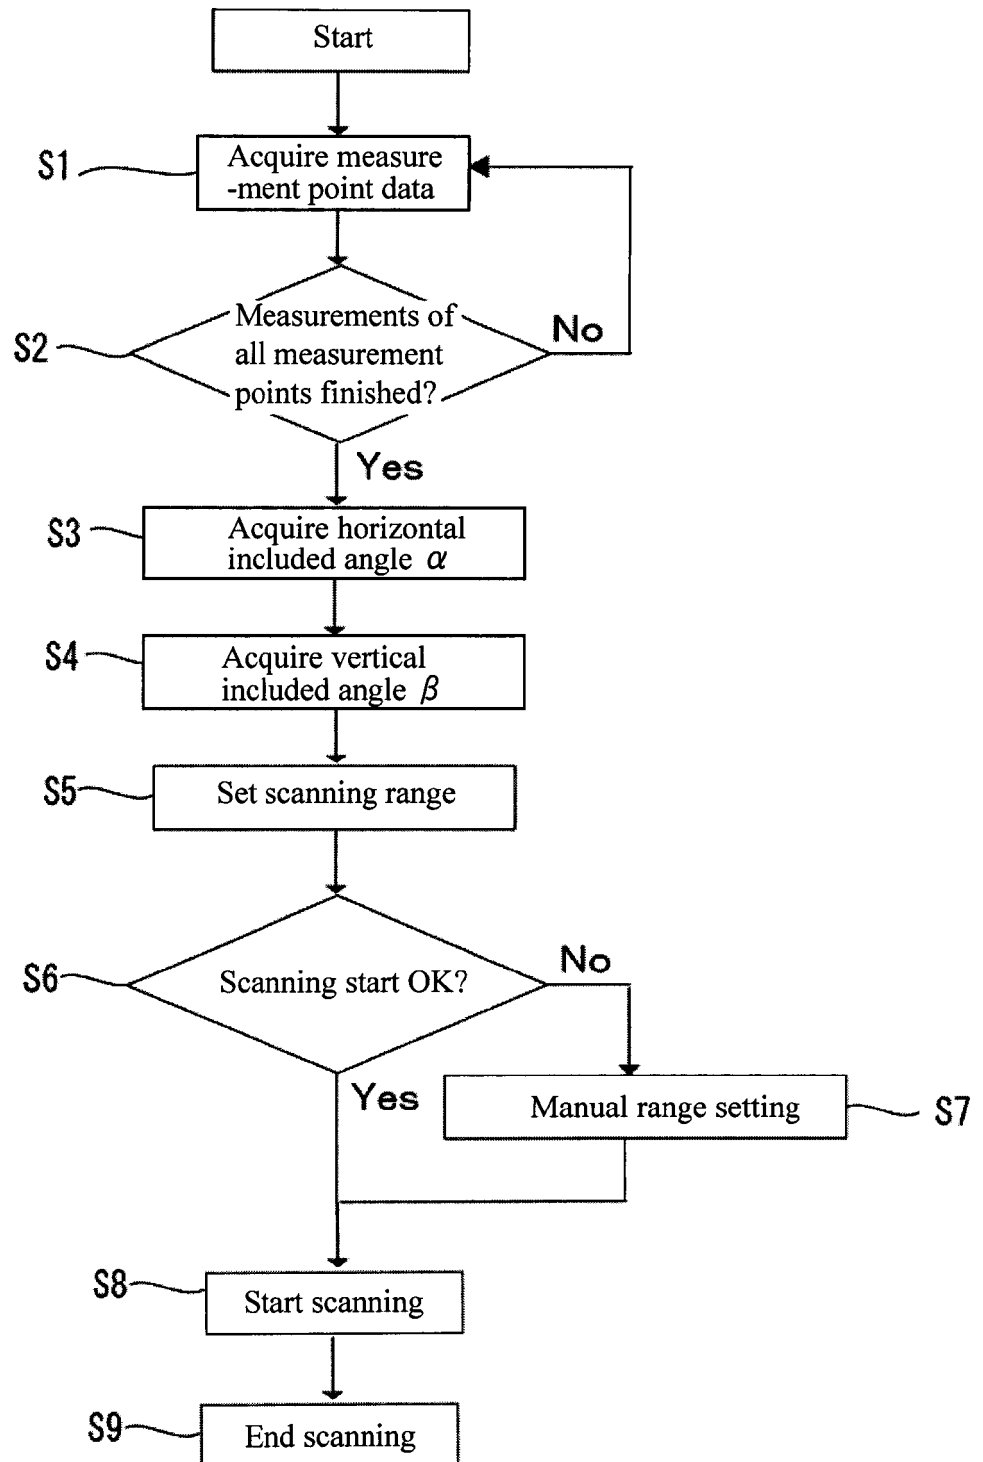 Start
S1
Acquire measure
-ment point data
S2
Measurements of
all measurement
points finished?
No
Yes
S3
Acquire horizontal
included angle α
S4
Acquire vertical
included angle β
S5
Set scanning range
S6
Scanning start OK?
No
Yes
Manual range setting
S7
S8
Start scanning
S9
End scanning